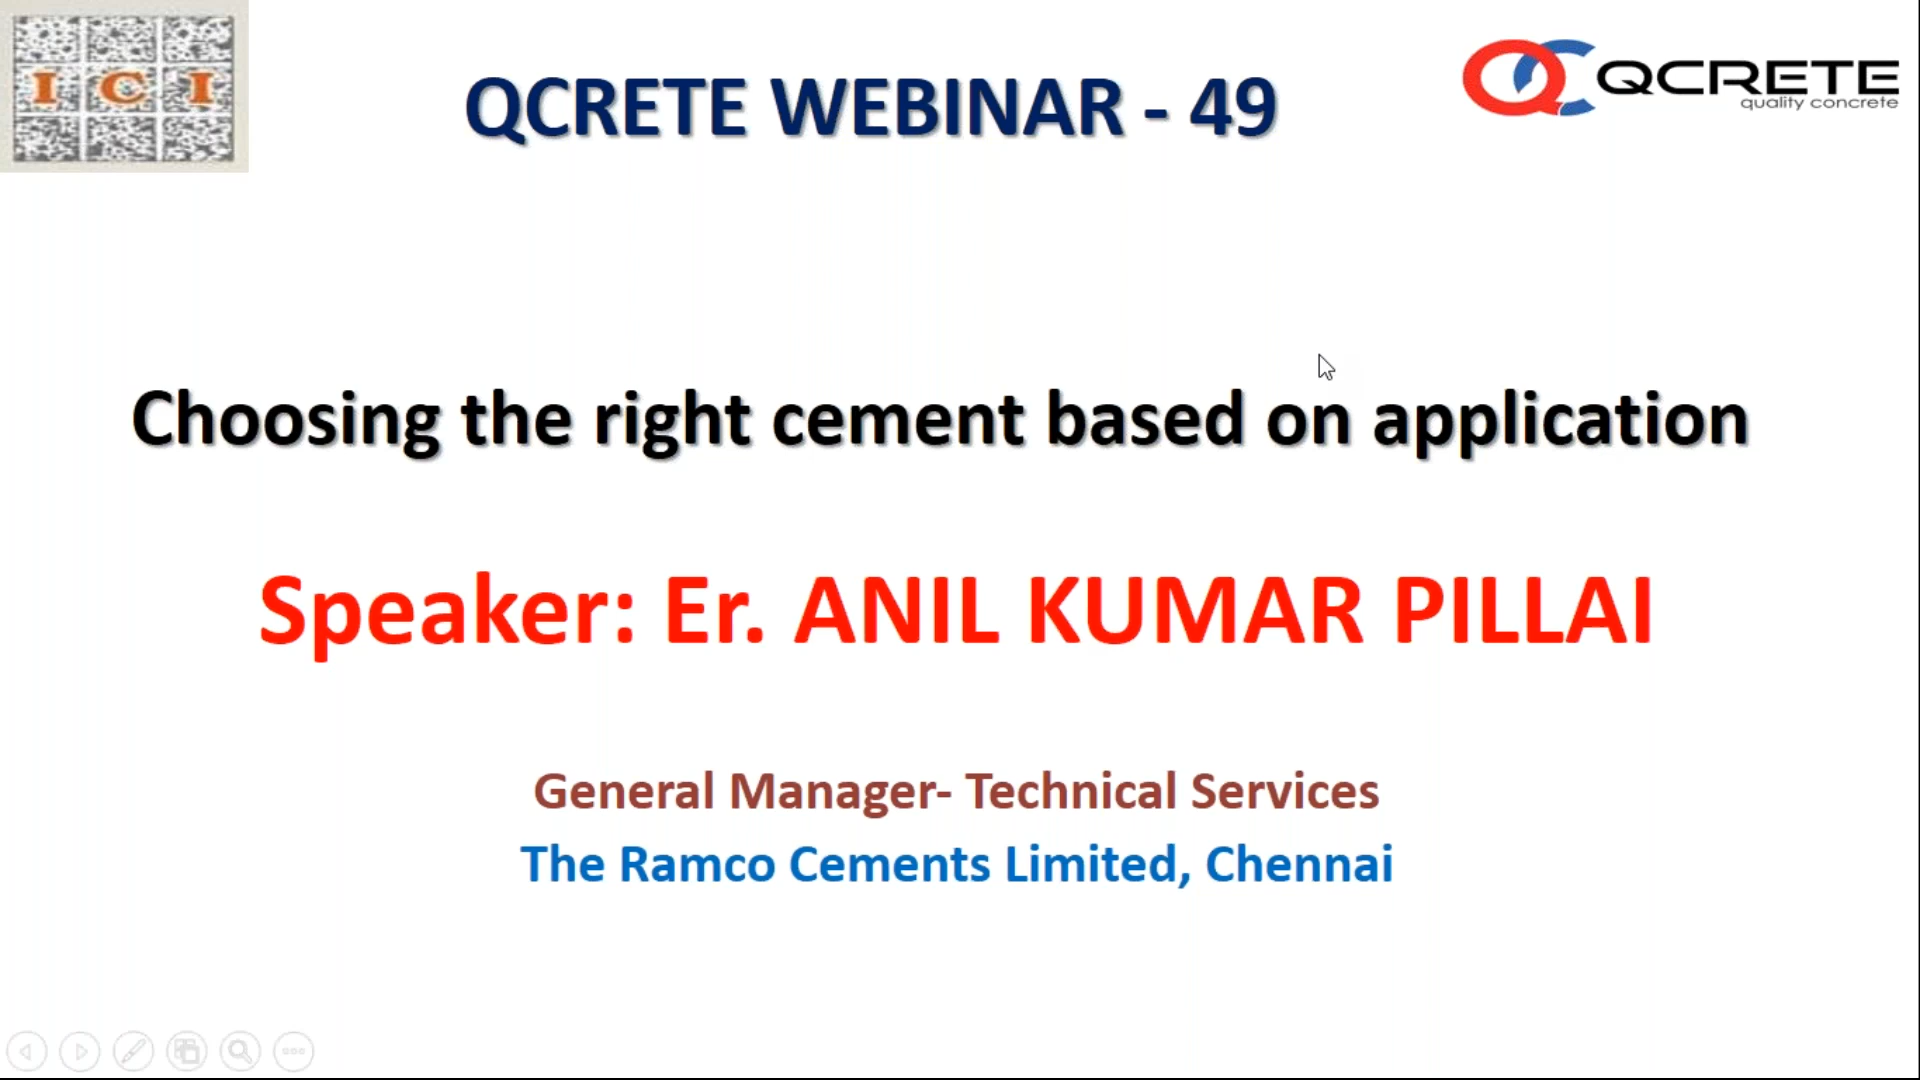 I C I
QCRETE WEBINAR - 49
QC QCRETE
quality concrete
Choosing the right cement based on application
Speaker: Er. ANIL KUMAR PILLAI
General Manager- Technical Services
The Ramco Cements Limited, Chennai